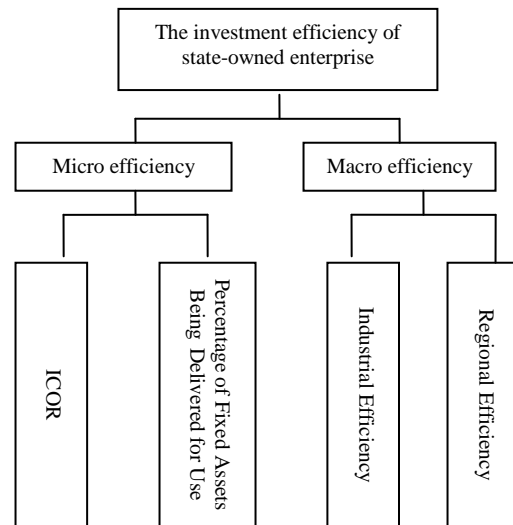 The investment efficiency of
state-owned enterprise
Micro efficiency
Macro efficiency
ICOR
Percentage of Fixed Assets
Being Delivered for Use
Industrial Efficiency
Regional Efficiency